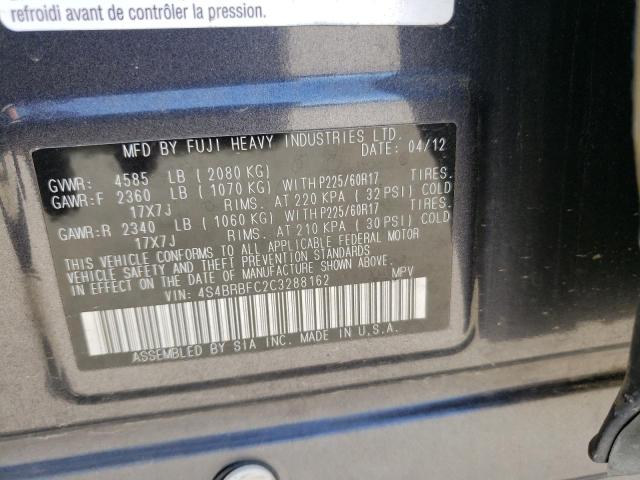 refroidi avant de contrôler la pression.
MFD BY FUJI HEAVY INDUSTRIES LTD.
DATE: 04/12
GVWR: 4585 LB (2080 KG)
GAWR:F 2360 LB (1070 KG) WITH P225/60R17 TIRES.
17X7J RIMS. AT 220 KPA (32 PSI) COLD
GAWR:R 2340 LB (1060 KG) WITH P225/60R17 TIRES.
17X7J RIMS. AT 210 KPA (30 PSI) COLD
THIS VEHICLE CONFORMS TO ALL APPLICABLE FEDERAL MOTOR
VEHICLE SAFETY AND THEFT PREVENTION STANDARDS
IN EFFECT ON THE DATE OF MANUFACTURE SHOWN ABOVE.
VIN: 4S4BRBFC2C3288162 MPV
ASSEMBLED BY SIA INC. MADE IN U.S.A.